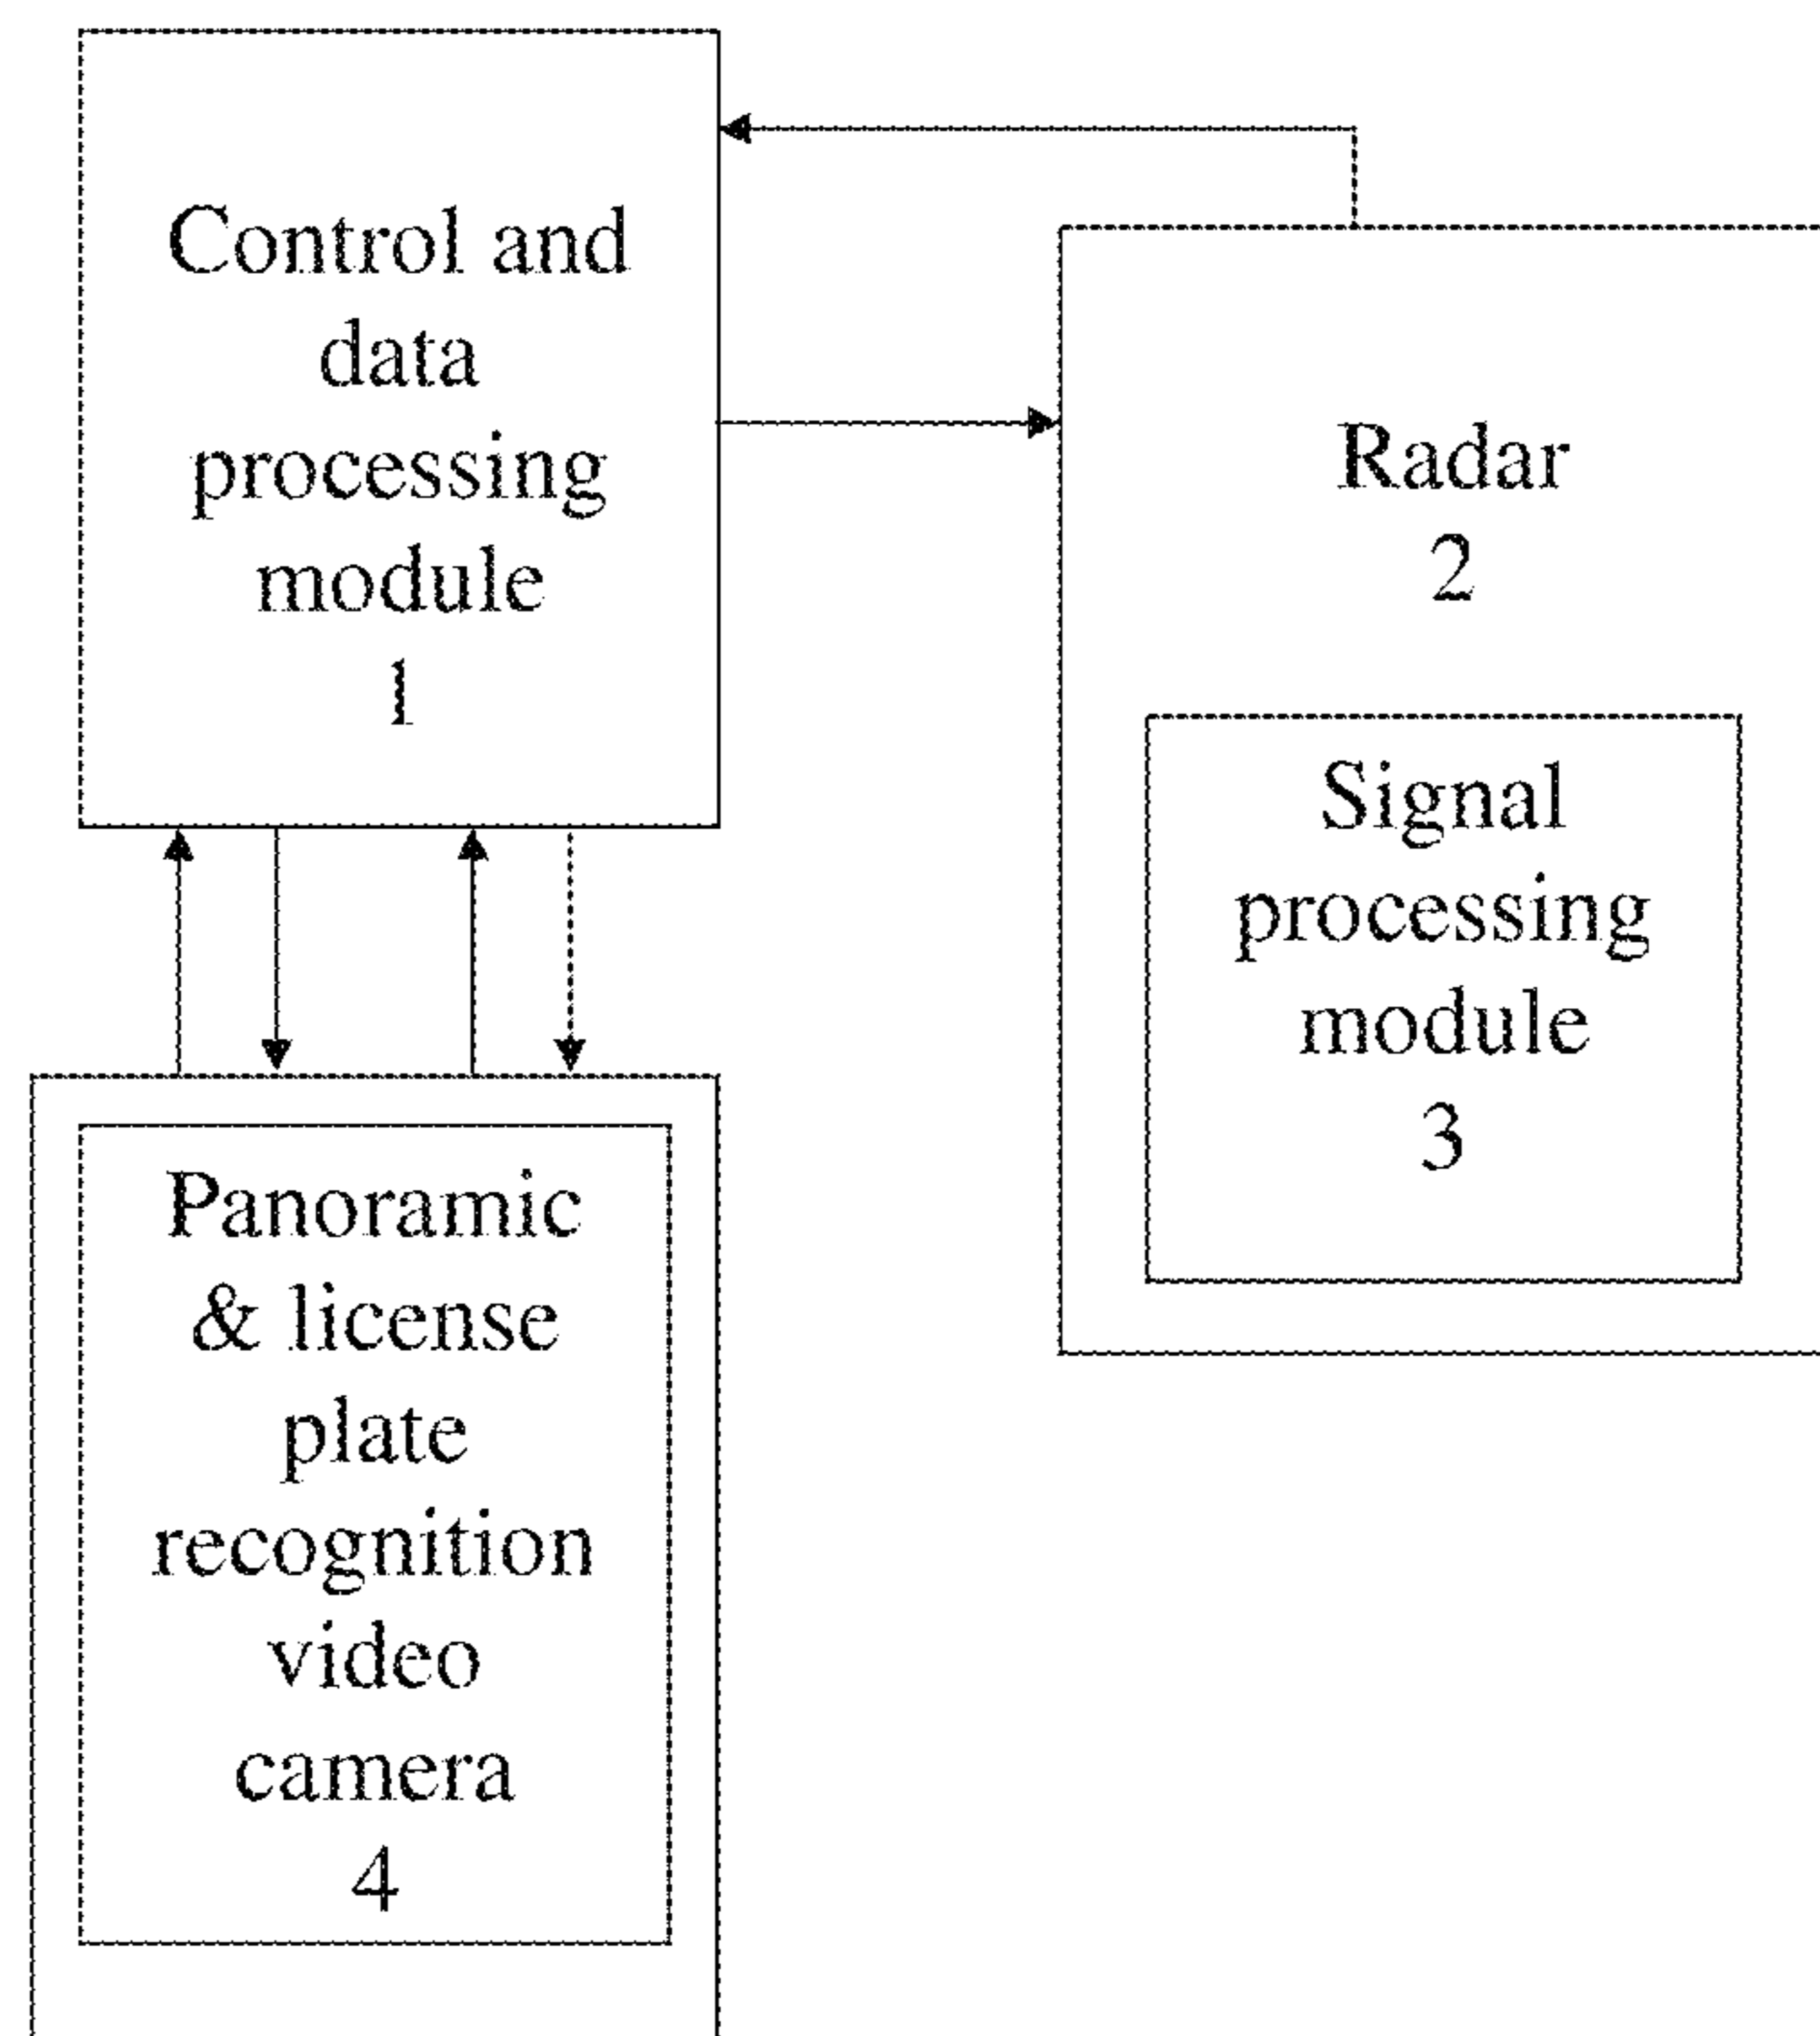 Control and
data
processing
module
1
Radar
2
Signal
processing
module
3
Panoramic
& license
plate
recognition
video
camera
4